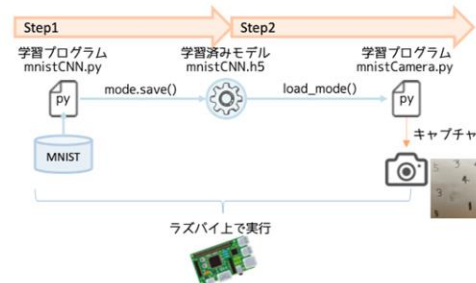 Step1
Step2
学習プログラム
mnistCNN.py
学習済みモデル
mnistCNN.h5
学習プログラム
mnistCamera.py
py
mode.save()
load_mode()
py
キャプチャ
MNIST
ラズパイ上で実行